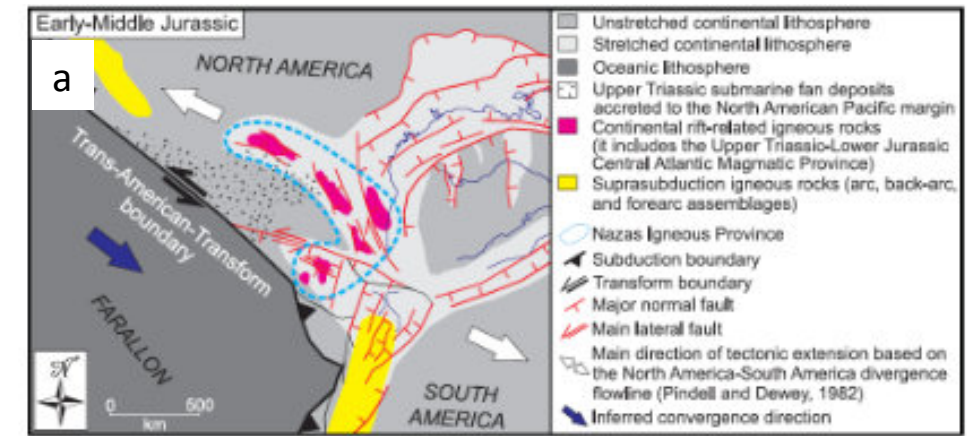 Early-Middle Jurassic
a
NORTH AMERICA
Trans-American-Transform
boundary
FARALLON
SOUTH
AMERICA
N
0 500
km
Unstretched continental lithosphere
Stretched continental lithosphere
Oceanic lithosphere
Upper Triassic submarine fan deposits
accreted to the North American Pacific margin
Continental rift-related igneous rocks
(it includes the Upper Triassio-Lower Jurassic
Central Atlantic Magmatic Province)
Suprasubduction igneous rocks (arc, back-arc,
and forearc assemblages)
Nazas Igneous Province
Subduction boundary
Transform boundary
Major normal fault
Main lateral fault
Main direction of tectonic extension based on
the North America-South America divergence
flowline (Pindell and Dewey, 1982)
Inferred convergence direction